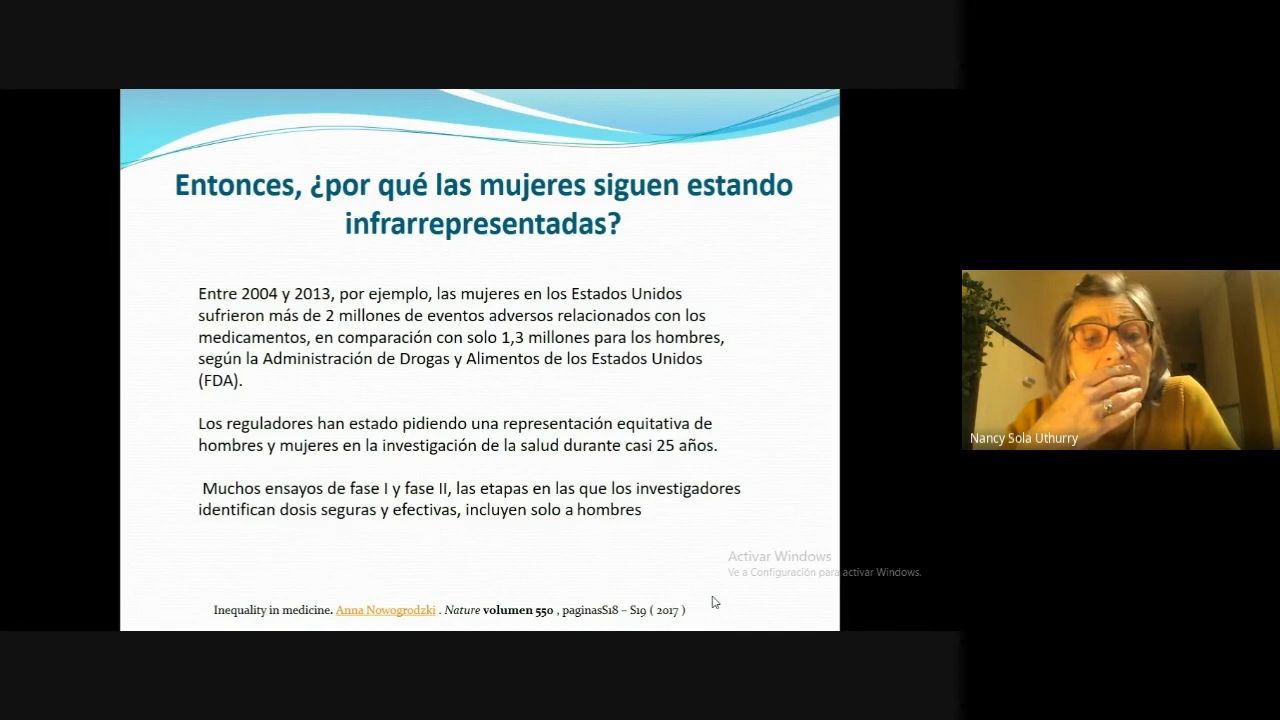 Entonces, ¿por qué las mujeres siguen estando
infrarrepresentadas?
Entre 2004 y 2013, por ejemplo, las mujeres en los Estados Unidos
sufrieron más de 2 millones de eventos adversos relacionados con los
medicamentos, en comparación con solo 1,3 millones para los hombres,
según la Administración de Drogas y Alimentos de los Estados Unidos
(FDA).
Los reguladores han estado pidiendo una representación equitativa de
hombres y mujeres en la investigación de la salud durante casi 25 años.
Muchos ensayos de fase I y fase II, las etapas en las que los investigadores
identifican dosis seguras y efectivas, incluyen solo a hombres
Activar Windows
Ve a Configuración para activar Windows.
Inequality in medicine. Anna Nowogrodzki . Nature volumen 550 , paginasS18 – S19 ( 2017 )
Nancy Sola Uthurry